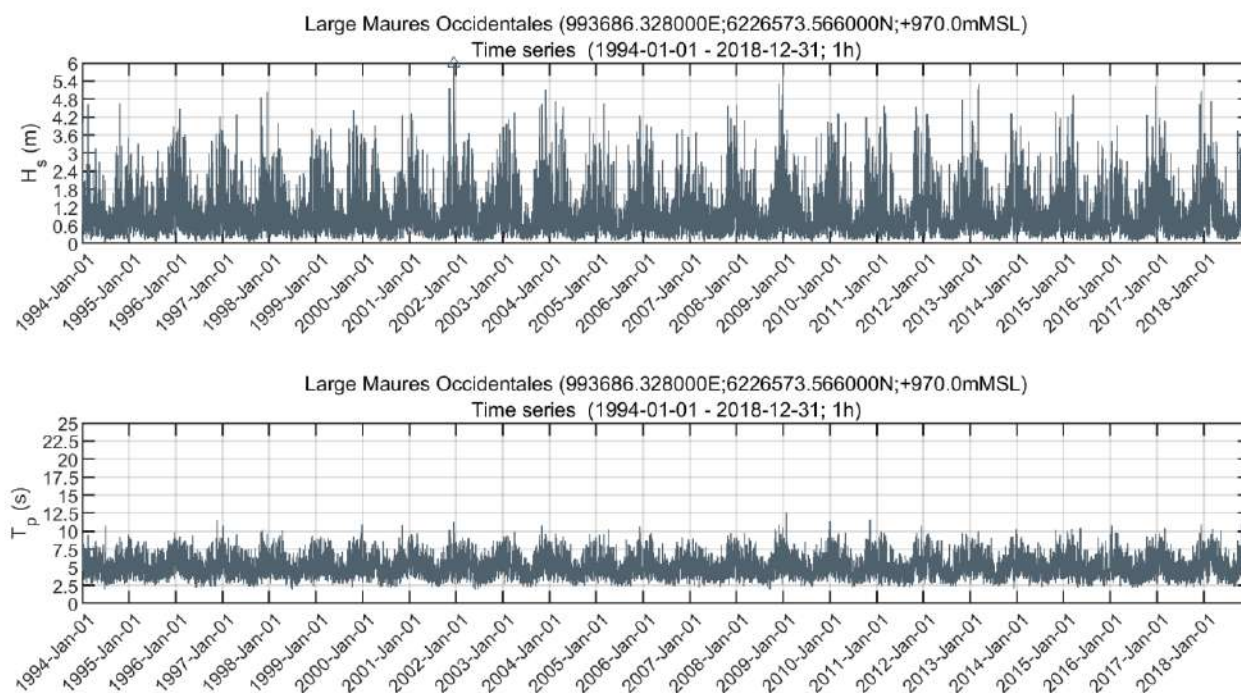 Large Maures Occidentales (993686.328000E;6226573.566000N;+970.0mMSL)
Time series (1994-01-01 - 2018-12-31; 1h)
H_s (m)
6
5.4
4.8
4.2
3.6
3
2.4
1.8
1.2
0.6
0
1994-Jan-01
1995-Jan-01
1996-Jan-01
1997-Jan-01
1998-Jan-01
1999-Jan-01
2000-Jan-01
2001-Jan-01
2002-Jan-01
2003-Jan-01
2004-Jan-01
2005-Jan-01
2006-Jan-01
2007-Jan-01
2008-Jan-01
2009-Jan-01
2010-Jan-01
2011-Jan-01
2012-Jan-01
2013-Jan-01
2014-Jan-01
2015-Jan-01
2016-Jan-01
2017-Jan-01
2018-Jan-01
Large Maures Occidentales (993686.328000E;6226573.566000N;+970.0mMSL)
Time series (1994-01-01 - 2018-12-31; 1h)
T_p (s)
25
22.5
20
17.5
15
12.5
10
7.5
5
2.5
0
1994-Jan-01
1995-Jan-01
1996-Jan-01
1997-Jan-01
1998-Jan-01
1999-Jan-01
2000-Jan-01
2001-Jan-01
2002-Jan-01
2003-Jan-01
2004-Jan-01
2005-Jan-01
2006-Jan-01
2007-Jan-01
2008-Jan-01
2009-Jan-01
2010-Jan-01
2011-Jan-01
2012-Jan-01
2013-Jan-01
2014-Jan-01
2015-Jan-01
2016-Jan-01
2017-Jan-01
2018-Jan-01